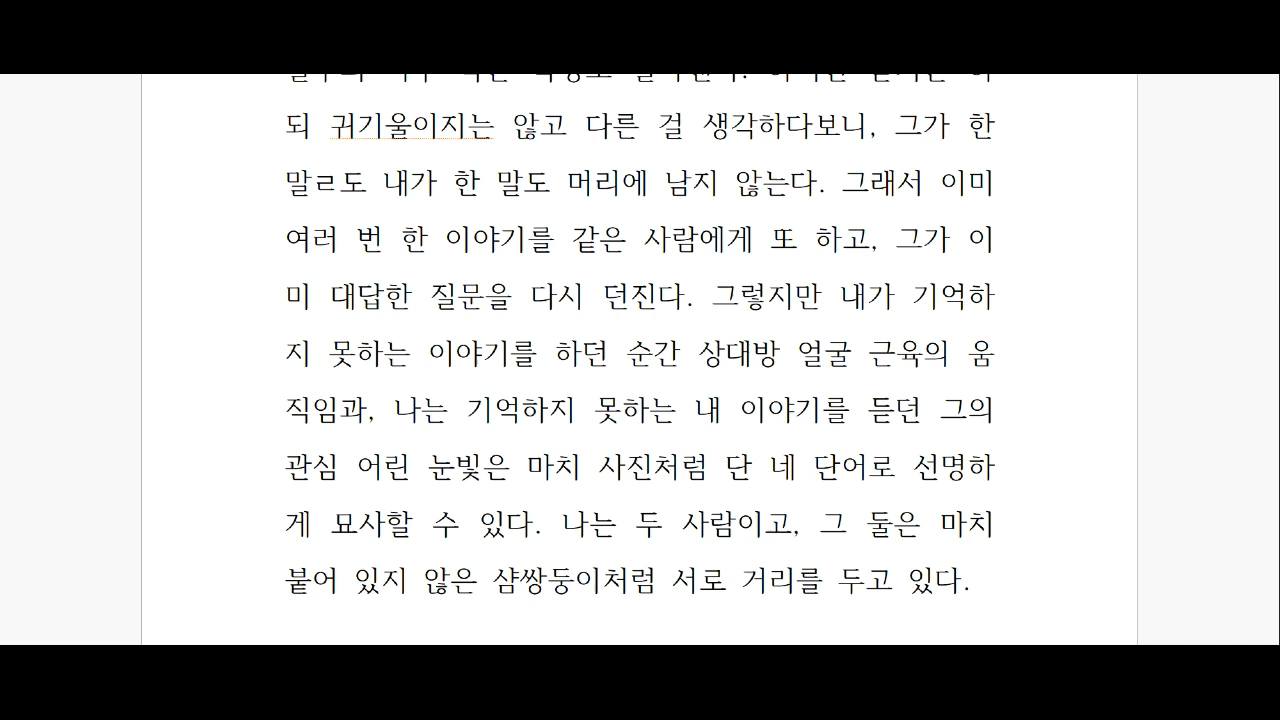 되 귀기울이지는 않고 다른 걸 생각하다보니, 그가 한
말ㄹ도 내가 한 말도 머리에 남지 않는다. 그래서 이미
여러 번 한 이야기를 같은 사람에게 또 하고, 그가 이
미 대답한 질문을 다시 던진다. 그렇지만 내가 기억하
지 못하는 이야기를 하던 순간 상대방 얼굴 근육의 움
직임과, 나는 기억하지 못하는 내 이야기를 듣던 그의
관심 어린 눈빛은 마치 사진처럼 단 네 단어로 선명하
게 묘사할 수 있다. 나는 두 사람이고, 그 둘은 마치
붙어 있지 않은 샴쌍둥이처럼 서로 거리를 두고 있다.